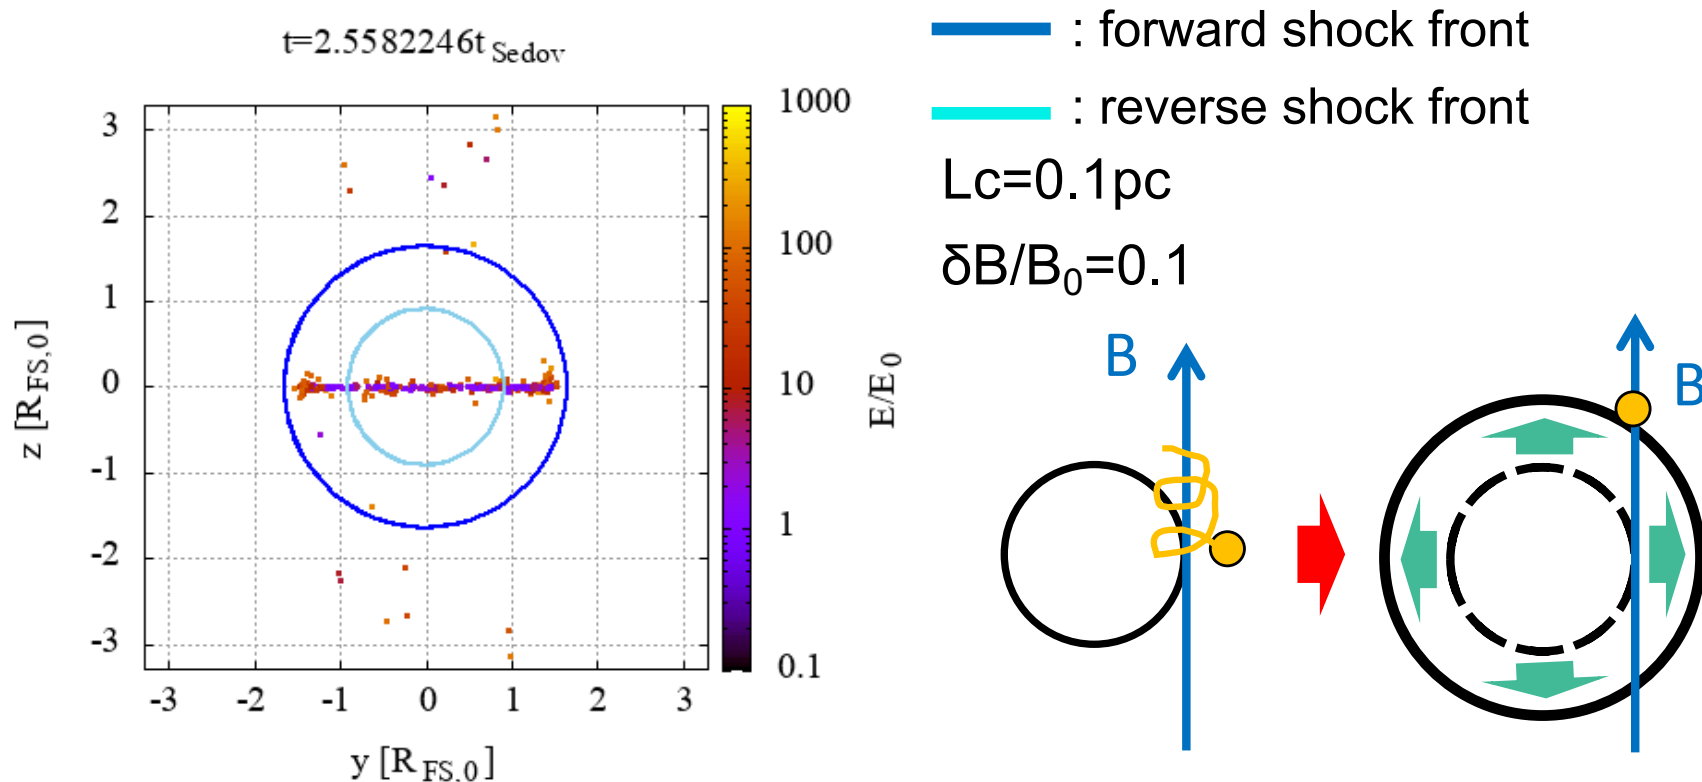 t=2.5582246t Sedov
3
2
1
0
-1
-2
-3
z [R FS,0]
-3 -2 -1 0 1 2 3
y [R FS,0]
1000
100
10
1
0.1
E/E0
: forward shock front
: reverse shock front
Lc=0.1pc
δB/B0=0.1
B
B